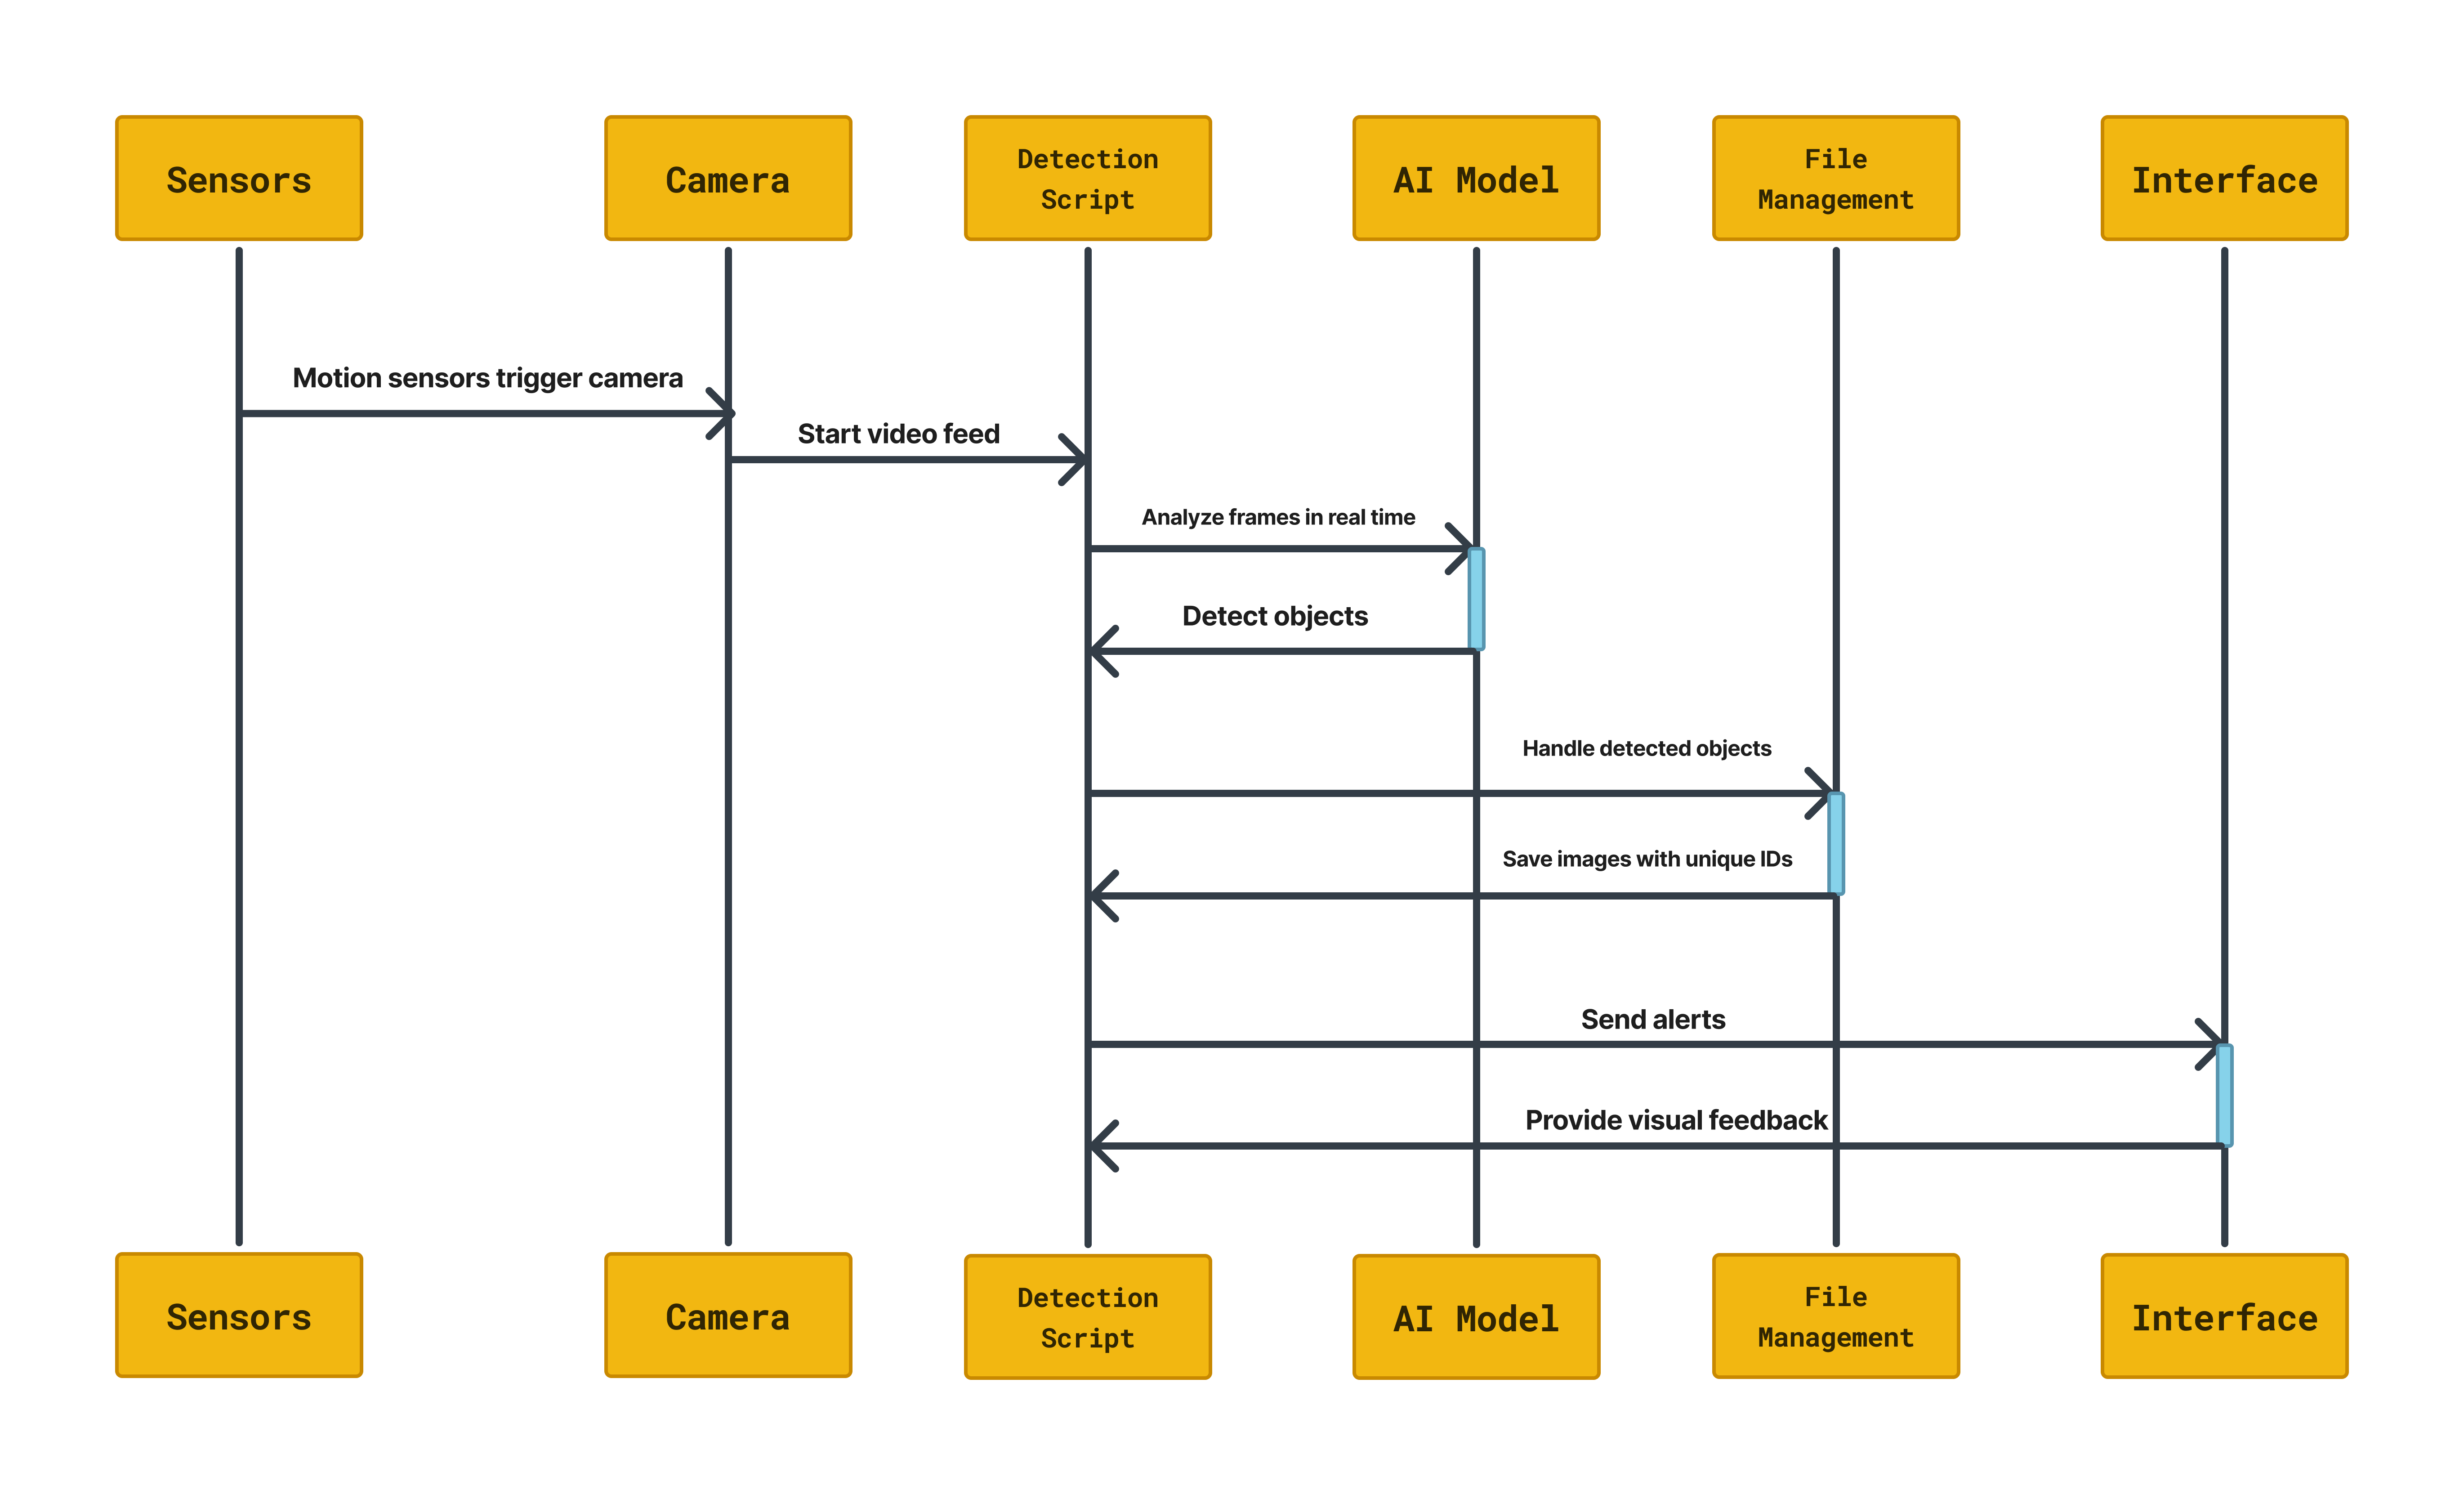 Sensors
Camera
Detection
Script
AI Model
File
Management
Interface
Motion sensors trigger camera
Start video feed
Analyze frames in real time
Detect objects
Handle detected objects
Save images with unique IDs
Send alerts
Provide visual feedback
Sensors
Camera
Detection
Script
AI Model
File
Management
Interface